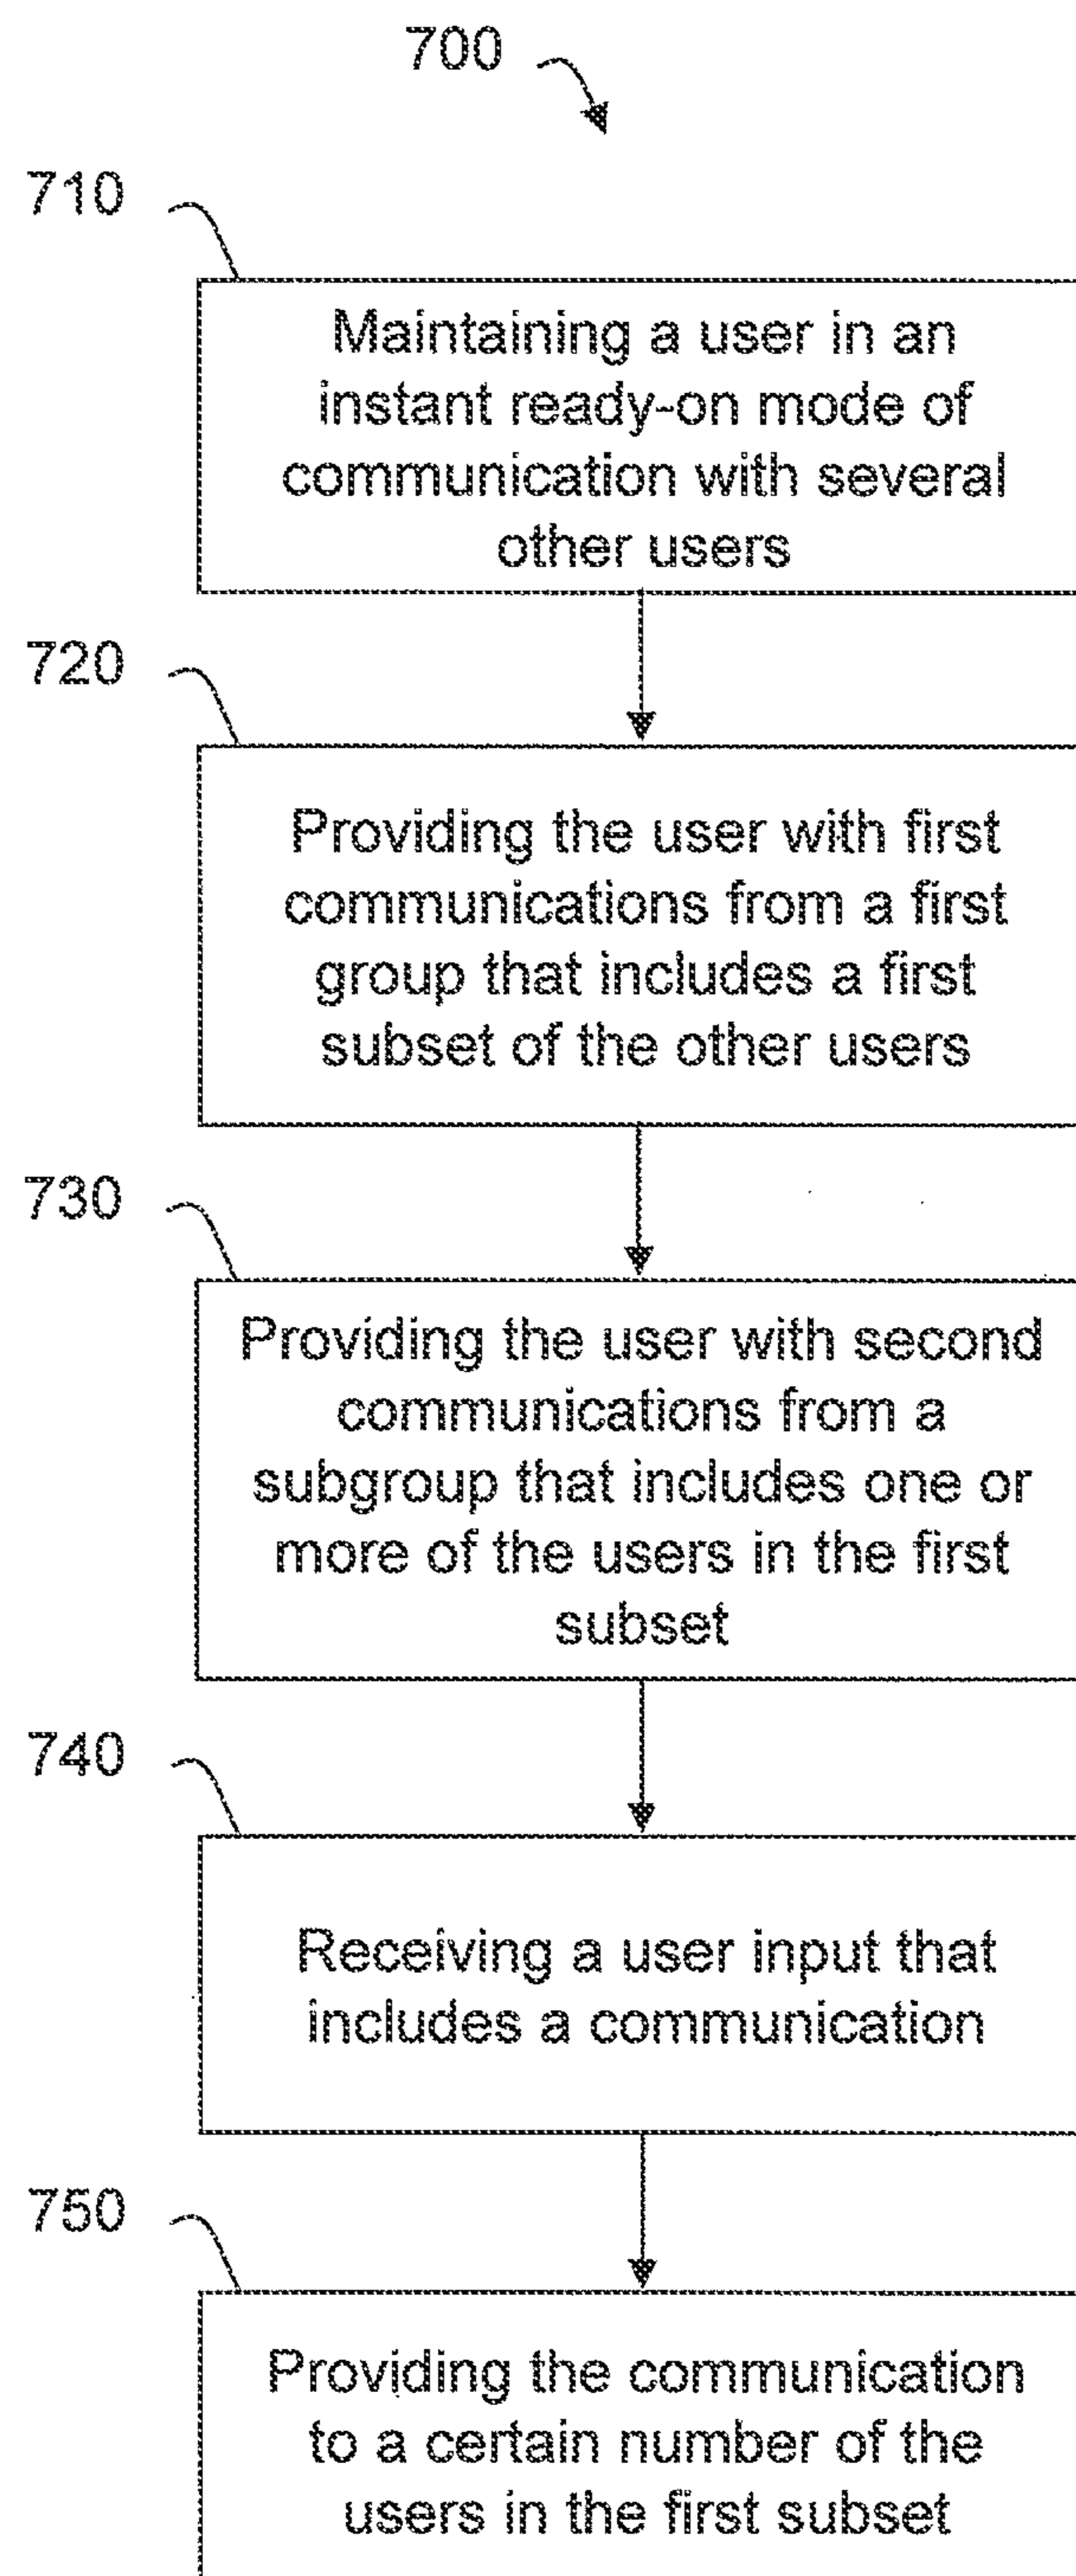 700
710
Maintaining a user in an
instant ready-on mode of
communication with several
other users
720
Providing the user with first
communications from a first
group that includes a first
subset of the other users
730
Providing the user with second
communications from a
subgroup that includes one or
more of the users in the first
subset
740
Receiving a user input that
includes a communication
750
Providing the communication
to a certain number of the
users in the first subset